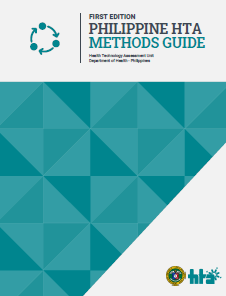 FIRST EDITION
PHILIPPINE HTA
METHODS GUIDE
Health Technology Assessment Unit
Department of Health - Philippines
hta